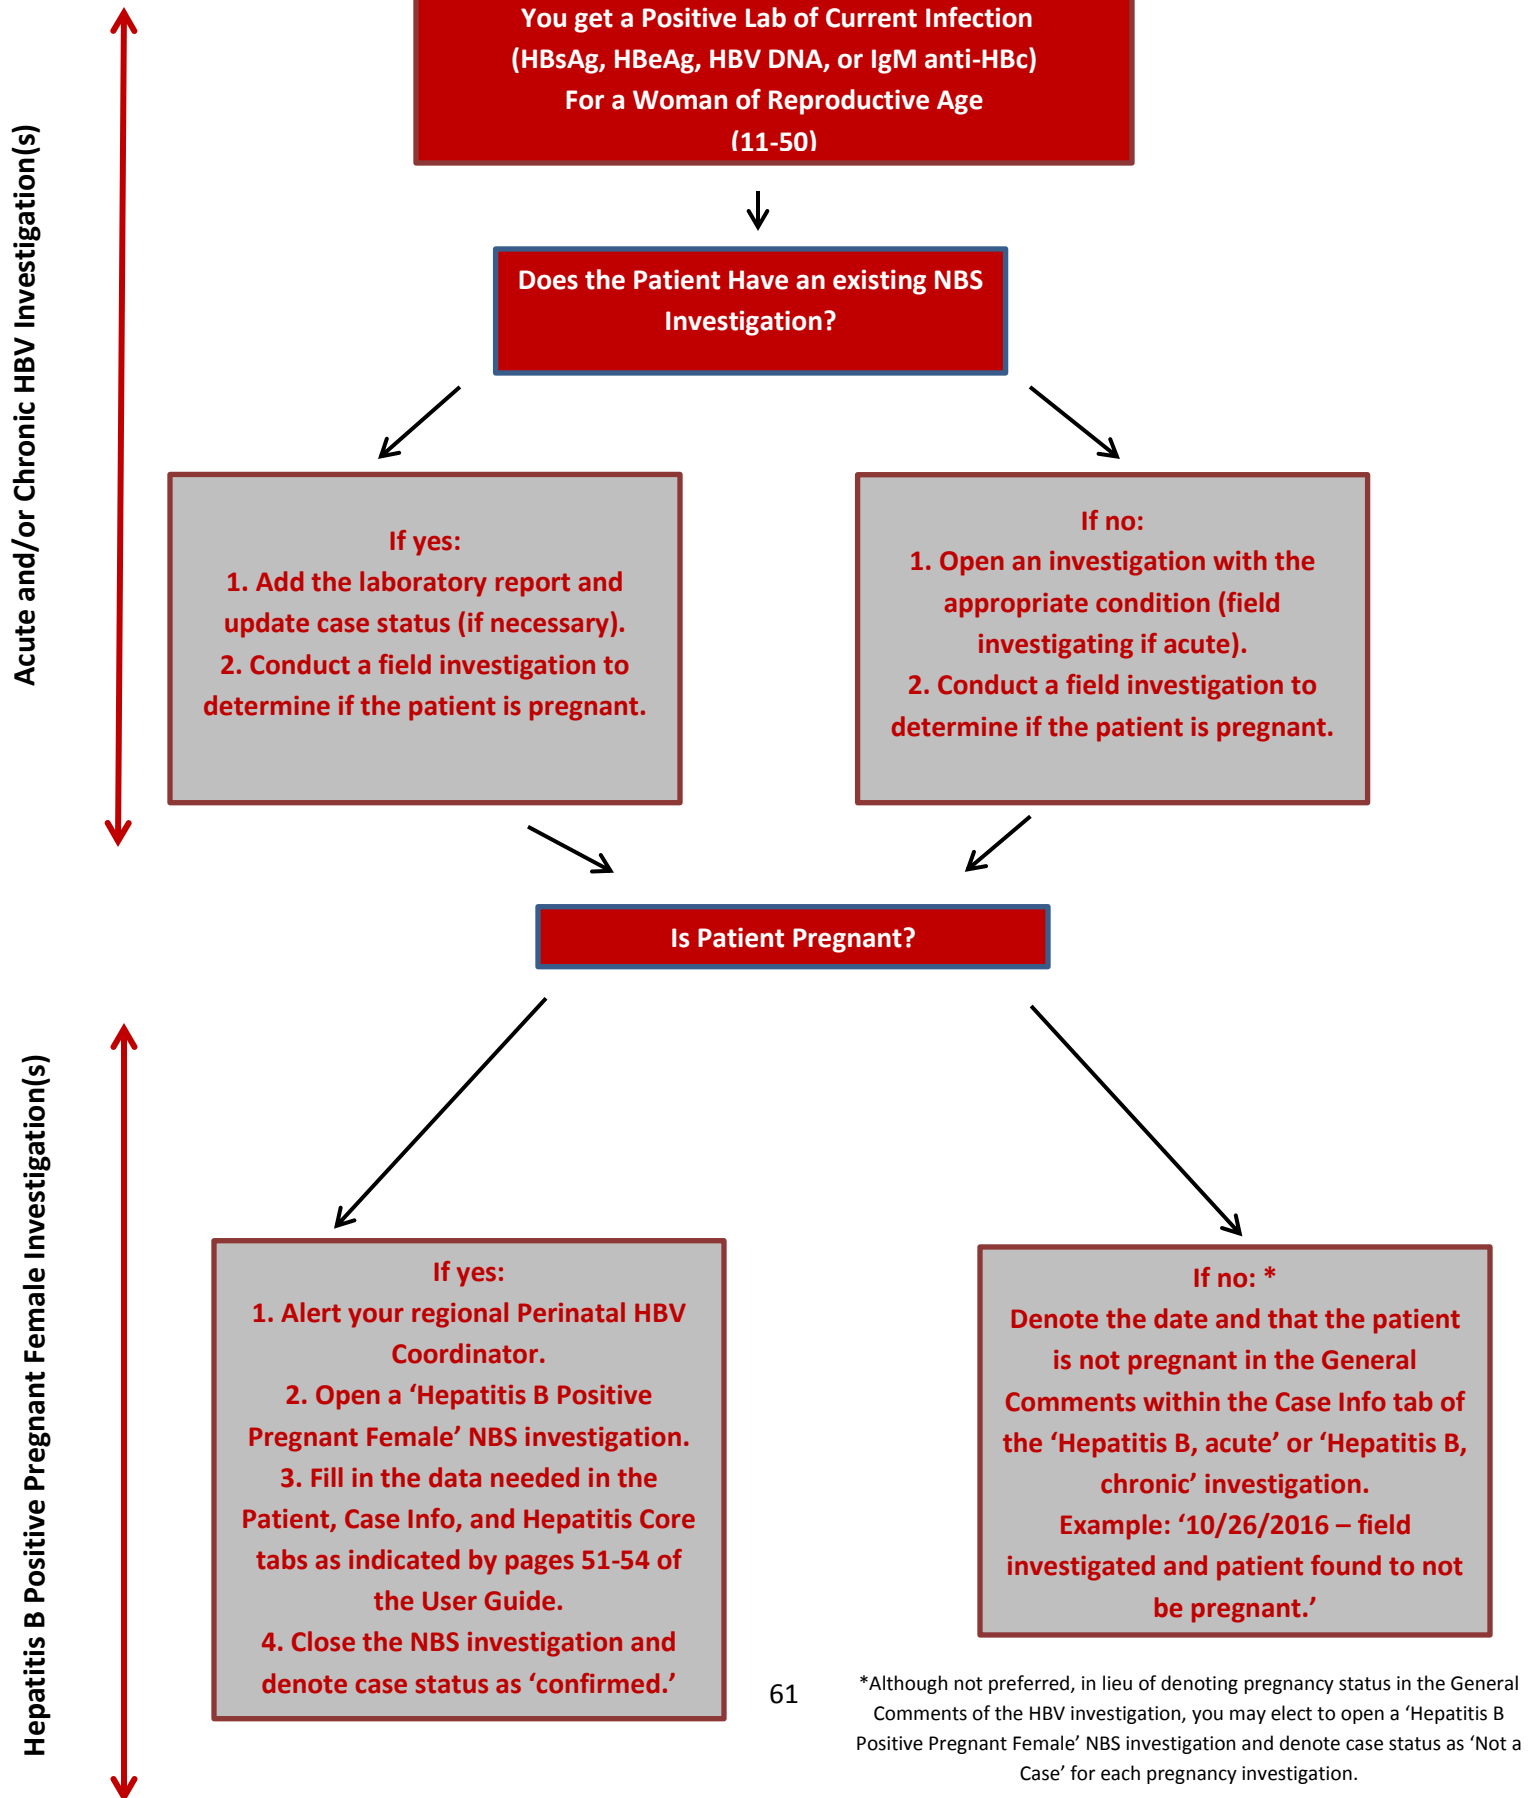 You get a Positive Lab of Current Infection
(HBsAg, HBeAg, HBV DNA, or IgM anti-HBc)
For a Woman of Reproductive Age
(11-50)
Acute and/or Chronic HBV Investigation(s)
Does the Patient Have an existing NBS
Investigation?
If yes:
1. Add the laboratory report and
update case status (if necessary).
2. Conduct a field investigation to
determine if the patient is pregnant.
If no:
1. Open an investigation with the
appropriate condition (field
investigating if acute).
2. Conduct a field investigation to
determine if the patient is pregnant.
Is Patient Pregnant?
Hepatitis B Positive Pregnant Female Investigation(s)
If yes:
1. Alert your regional Perinatal HBV
Coordinator.
2. Open a ‘Hepatitis B Positive
Pregnant Female’ NBS investigation.
3. Fill in the data needed in the
Patient, Case Info, and Hepatitis Core
tabs as indicated by pages 51-54 of
the User Guide.
4. Close the NBS investigation and
denote case status as ‘confirmed.’
If no: *
Denote the date and that the patient
is not pregnant in the General
Comments within the Case Info tab of
the ‘Hepatitis B, acute’ or ‘Hepatitis B,
chronic’ investigation.
Example: ‘10/26/2016 – field
investigated and patient found to not
be pregnant.’
61
*Although not preferred, in lieu of denoting pregnancy status in the General
Comments of the HBV investigation, you may elect to open a ‘Hepatitis B
Positive Pregnant Female’ NBS investigation and denote case status as ‘Not a
Case’ for each pregnancy investigation.